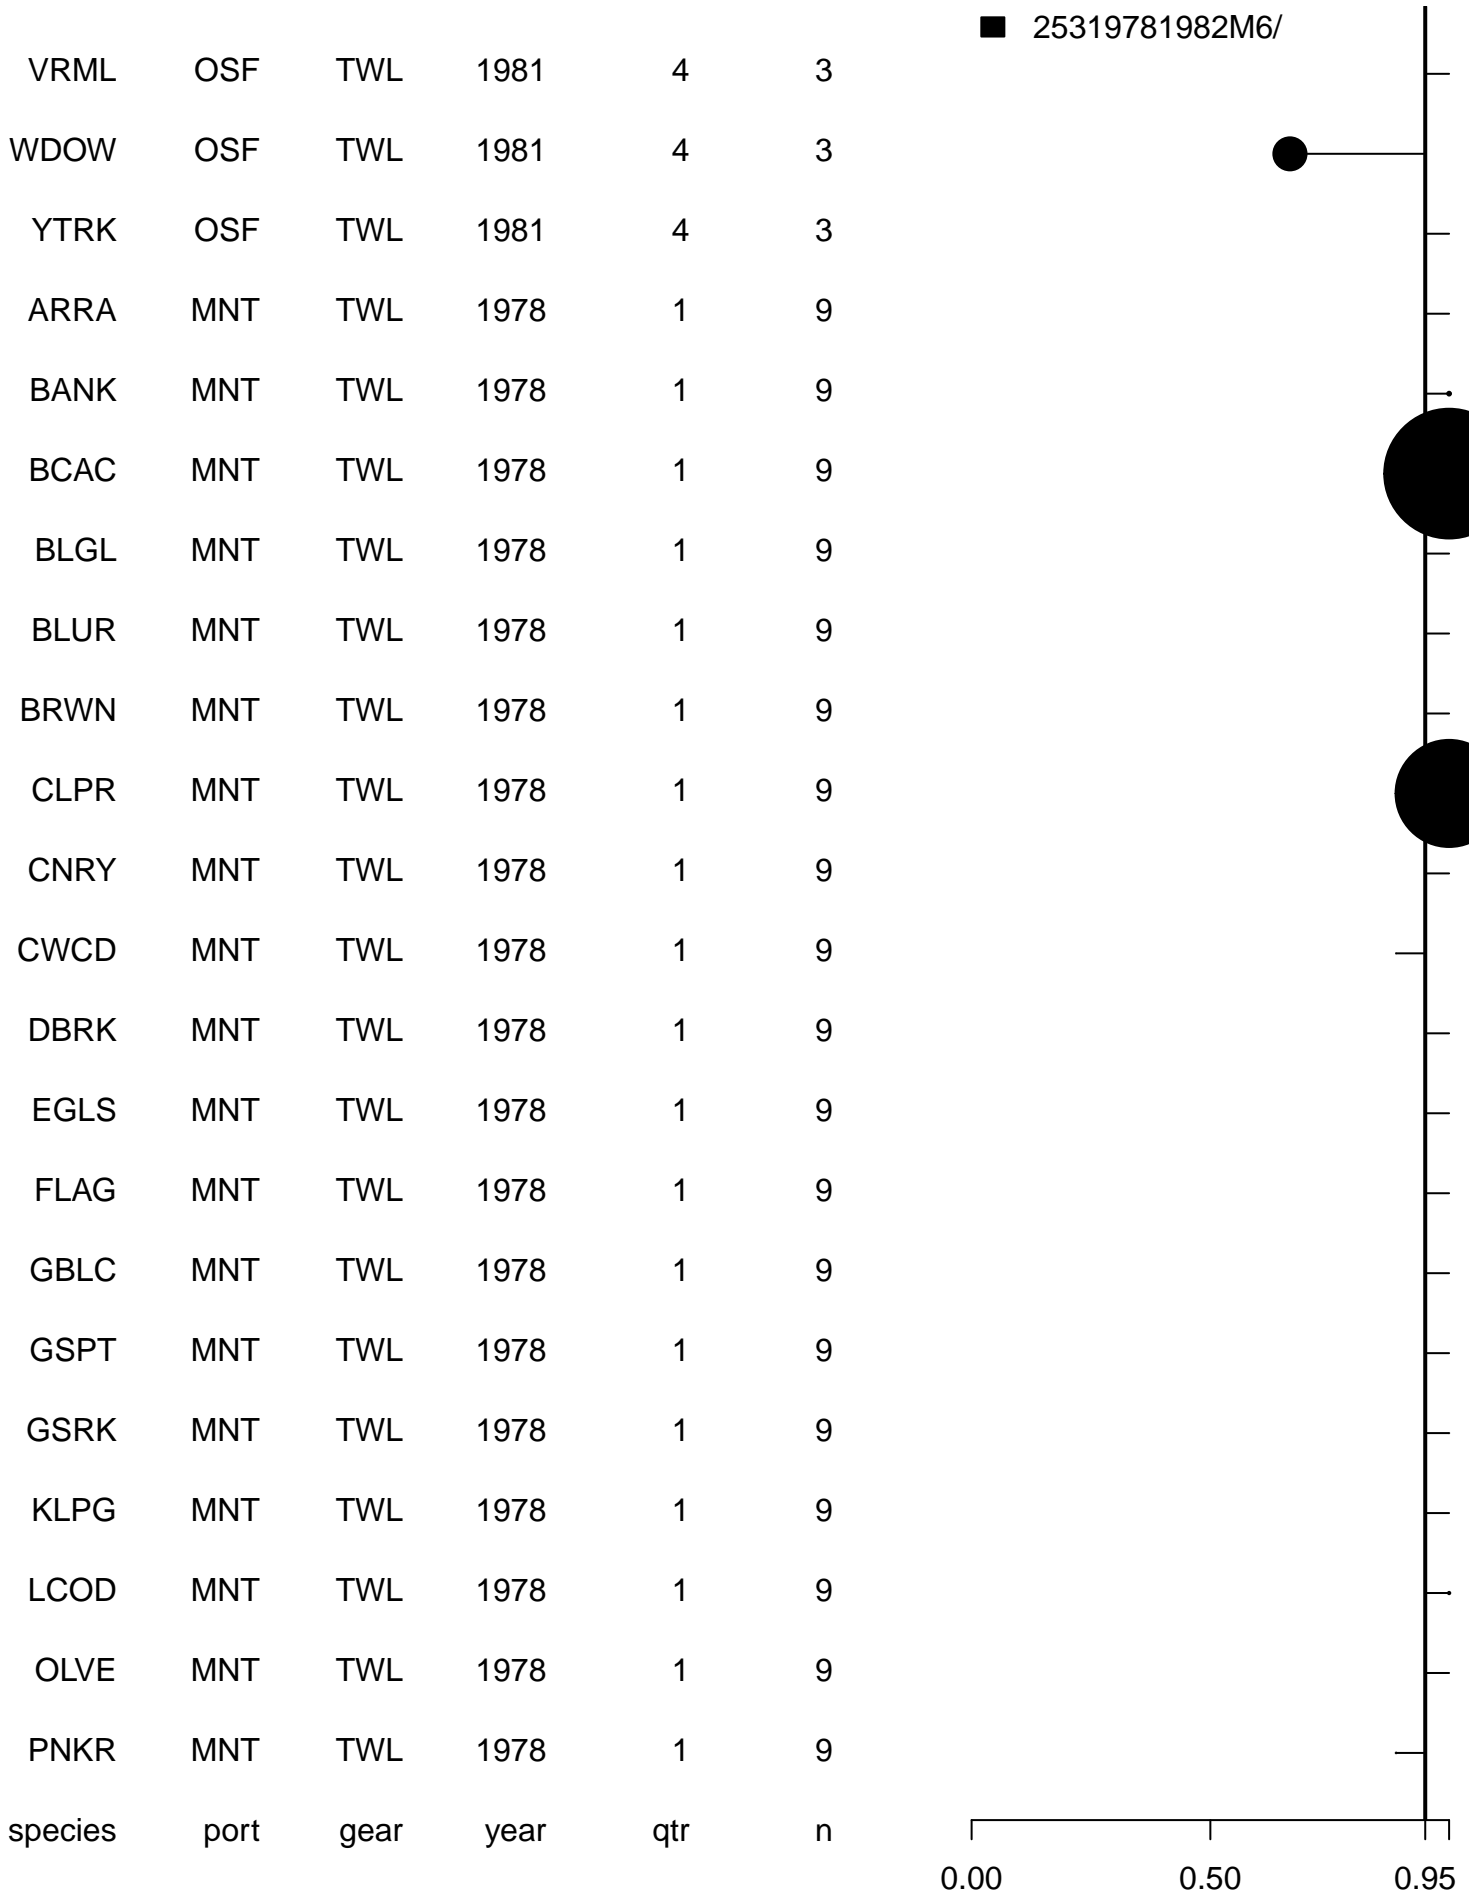 25319781982M6/
VRML OSF TWL 1981 4 3
WDOW OSF TWL 1981 4 3
YTRK OSF TWL 1981 4 3
ARRA MNT TWL 1978 1 9
BANK MNT TWL 1978 1 9
BCAC MNT TWL 1978 1 9
BLGL MNT TWL 1978 1 9
BLUR MNT TWL 1978 1 9
BRWN MNT TWL 1978 1 9
CLPR MNT TWL 1978 1 9
CNRY MNT TWL 1978 1 9
CWCD MNT TWL 1978 1 9
DBRK MNT TWL 1978 1 9
EGLS MNT TWL 1978 1 9
FLAG MNT TWL 1978 1 9
GBLC MNT TWL 1978 1 9
GSPT MNT TWL 1978 1 9
GSRK MNT TWL 1978 1 9
KLPG MNT TWL 1978 1 9
LCOD MNT TWL 1978 1 9
OLVE MNT TWL 1978 1 9
PNKR MNT TWL 1978 1 9
species port gear year qtr n
0.00 0.50 0.95